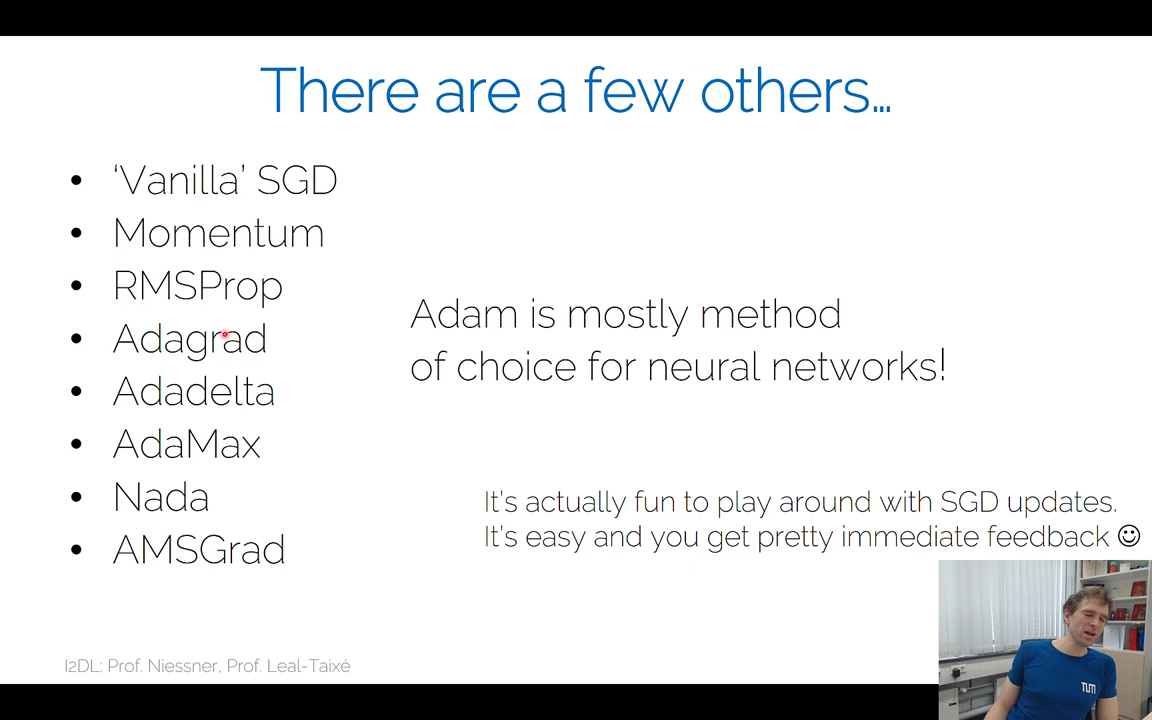 There are a few others...
• ‘Vanilla’ SGD
• Momentum
• RMSProp
• Adagrad
• Adadelta
• AdaMax
• Nada
• AMSGrad
Adam is mostly method
of choice for neural networks!
It's actually fun to play around with SGD updates.
It's easy and you get pretty immediate feedback ☺
I2DL: Prof. Niessner, Prof. Leal-Taixé
TUM